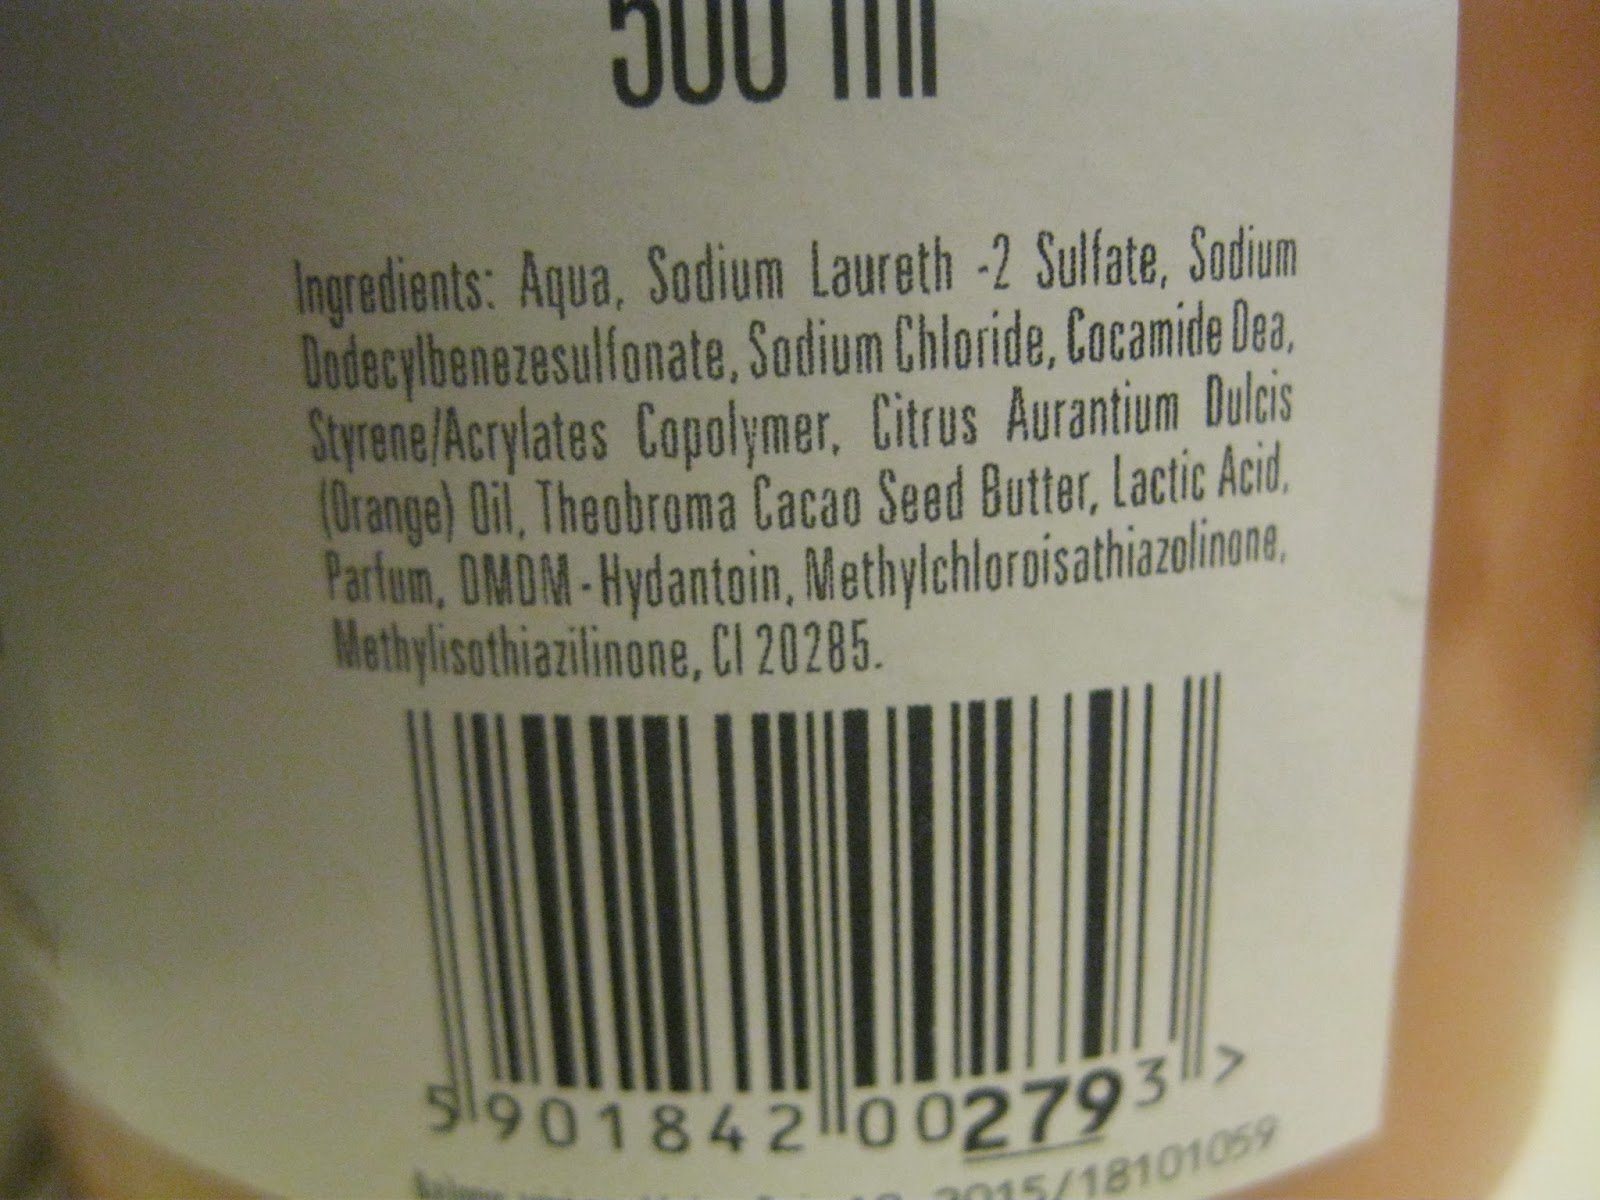 500 ml
Ingredients: Aqua, Sodium Laureth -2 Sulfate, Sodium
Dodecylbenezesulfonate, Sodium Chloride, Cocamide Dea,
Styrene/Acrylates Copolymer, Citrus Aurantium Dulcis
(Orange) Oil, Theobroma Cacao Seed Butter, Lactic Acid,
Parfum, DMDM - Hydantoin, Methylchloroisathiazolinone,
Methylisothiazilinone, CI 20285.
5 901842 002793 >
2015/18101059